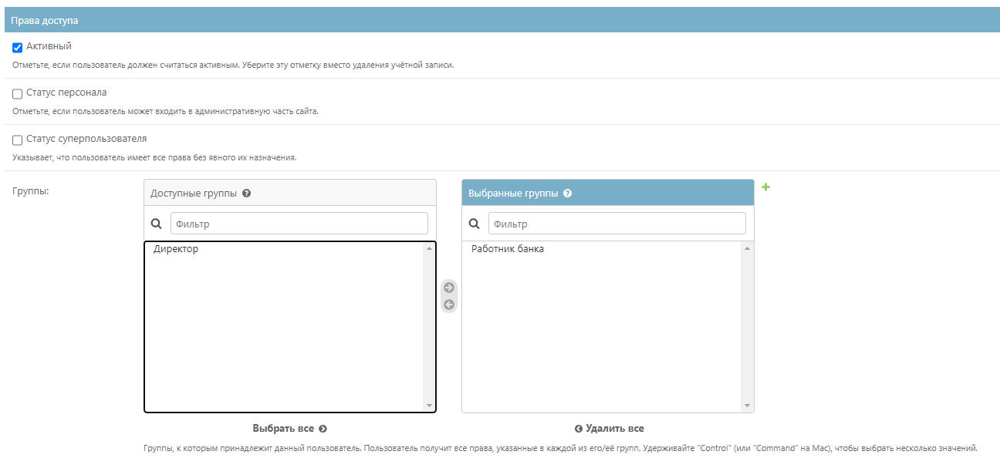 Права доступа
Активный
Отметьте, если пользователь должен считаться активным. Уберите эту отметку вместо удаления учётной записи.
Статус персонала
Отметьте, если пользователь может входить в административную часть сайта.
Статус суперпользователя
Указывает, что пользователь имеет все права без явного их назначения.
Группы:
Доступные группы ?
Фильтр
Директор
Выбрать все
Выбранные группы ?
Фильтр
Работник банка
Удалить все
Группы, к которым принадлежит данный пользователь. Пользователь получит все права, указанные в каждой из его/её групп. Удерживайте “Control” (или “Command” на Mac), чтобы выбрать несколько значений.